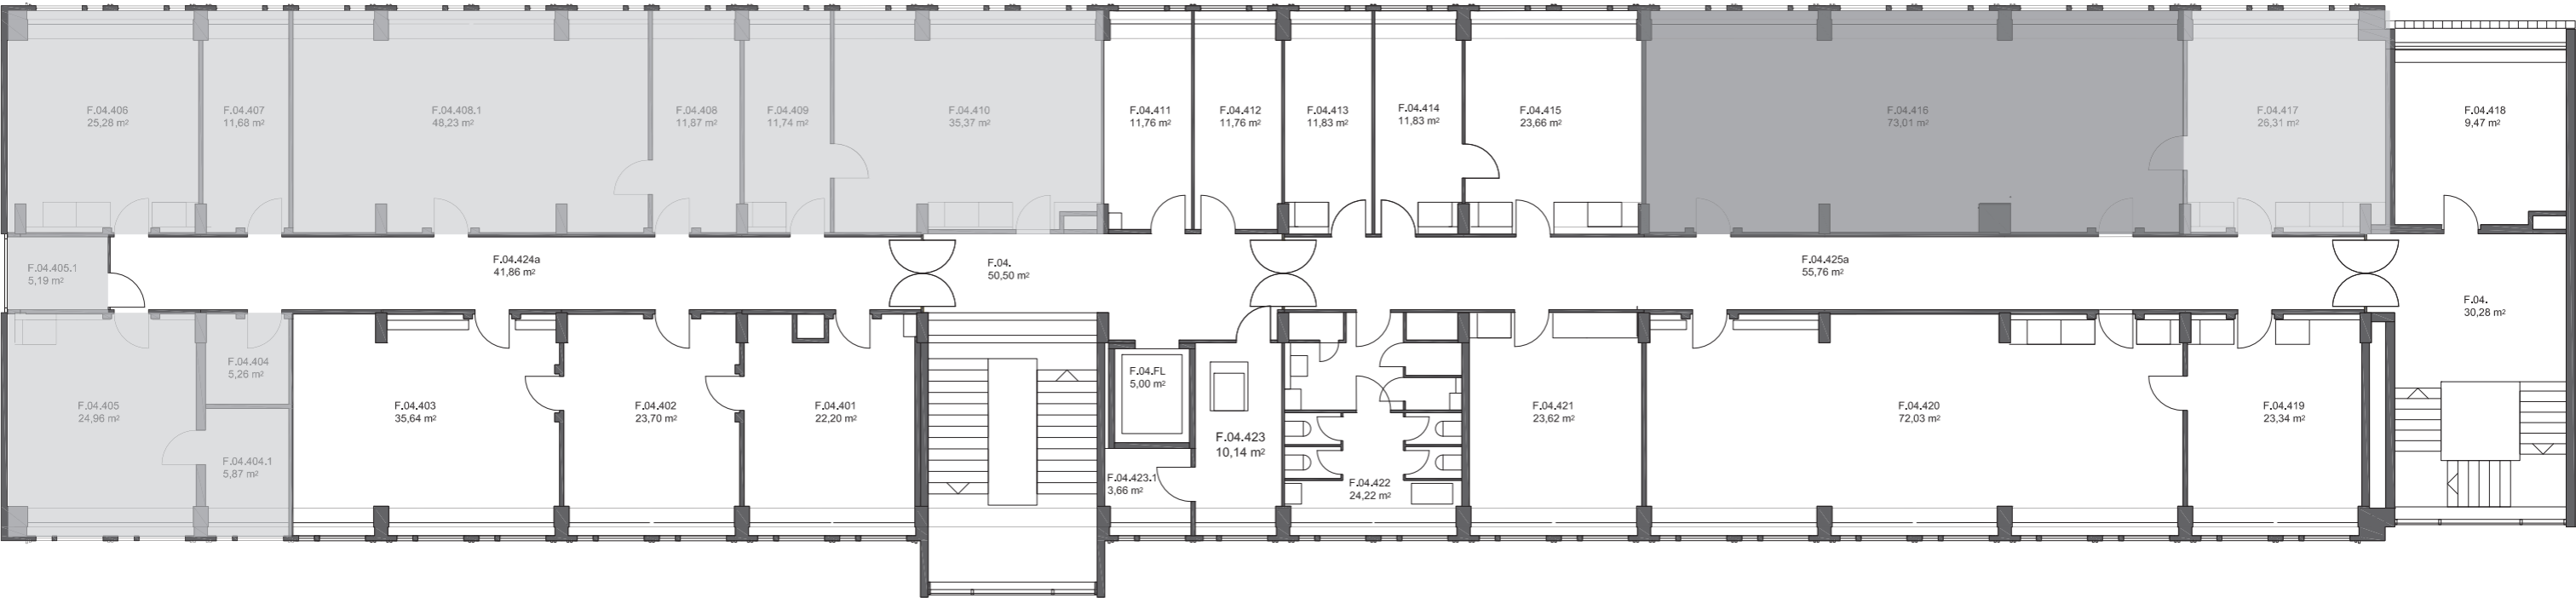 F.04.406
25,28 m²
F.04.407
11,68 m²
F.04.408.1
48,23 m²
F.04.408
11,87 m²
F.04.409
11,74 m²
F.04.410
35,37 m²
F.04.411
11,76 m²
F.04.412
11,76 m²
F.04.413
11,83 m²
F.04.414
11,83 m²
F.04.415
23,66 m²
F.04.416
73,01 m²
F.04.417
26,31 m²
F.04.418
9,47 m²
F.04.405.1
5,19 m²
F.04.424a
41,86 m²
F.04.
50,50 m²
F.04.425a
55,76 m²
F.04.
30,28 m²
F.04.405
24,96 m²
F.04.404
5,26 m²
F.04.404.1
5,87 m²
F.04.403
35,64 m²
F.04.402
23,70 m²
F.04.401
22,20 m²
F.04.FL
5,00 m²
F.04.423
10,14 m²
F.04.423.1
3,66 m²
F.04.422
24,22 m²
F.04.421
23,62 m²
F.04.420
72,03 m²
F.04.419
23,34 m²